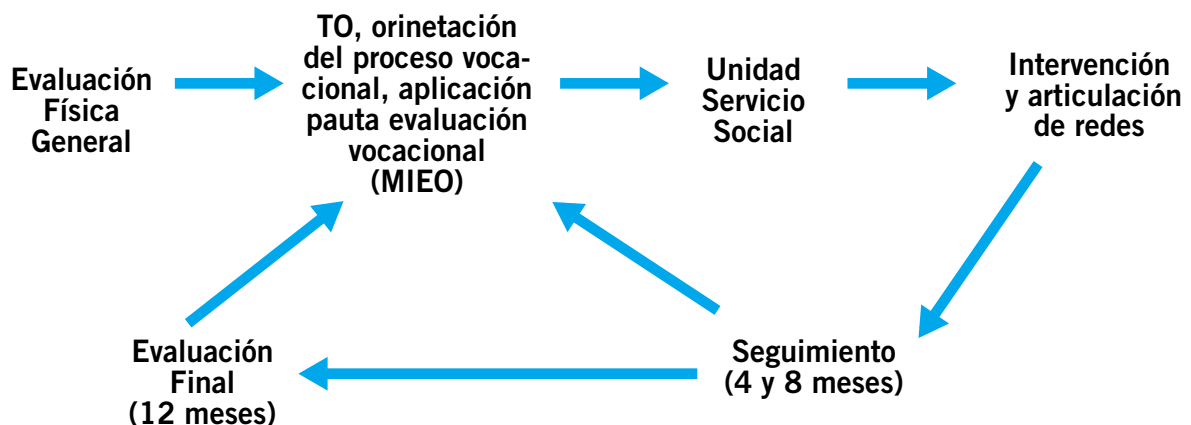 Evaluación
Física
General
TO, orinetación
del proceso voca-
cional, aplicación
pauta evaluación
vocacional
(MIEO)
Unidad
Servicio
Social
Intervención
y articulación
de redes
Evaluación
Final
(12 meses)
Seguimiento
(4 y 8 meses)